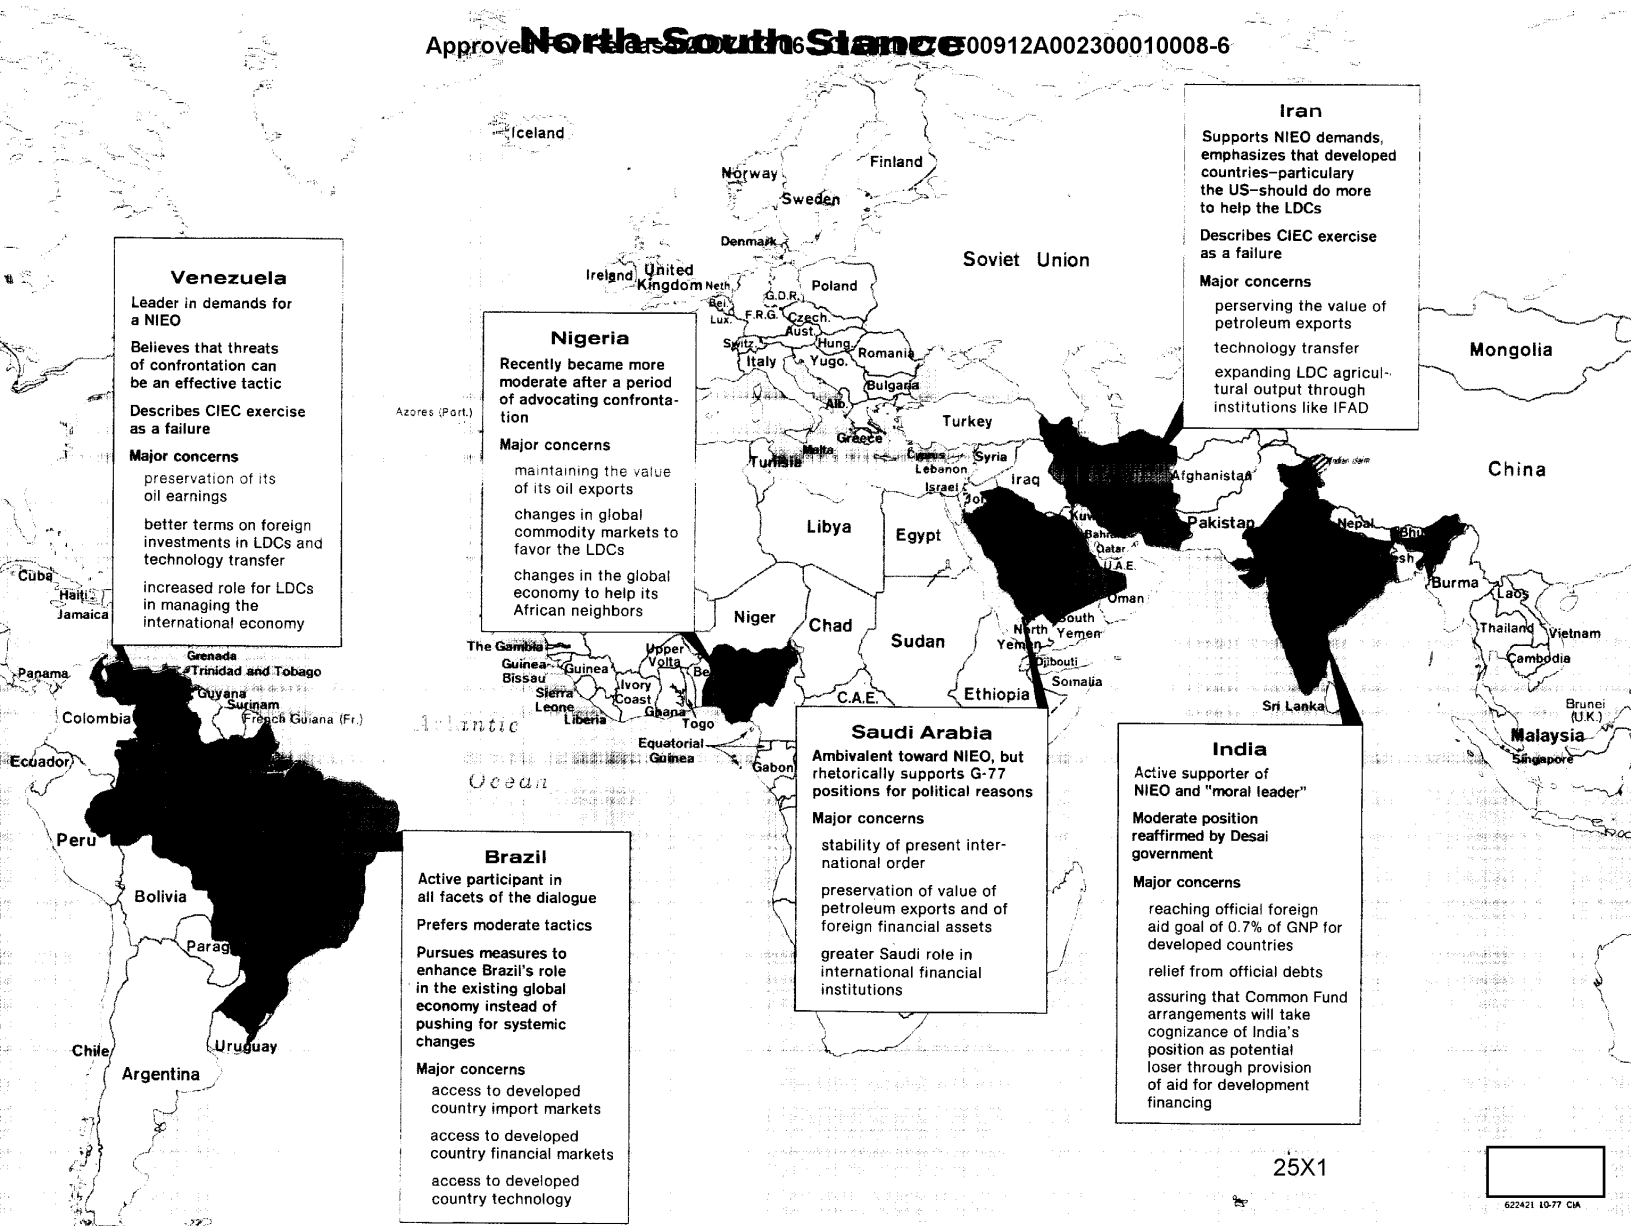 North-South Stance
Approved For Release 00912A002300010008-6
Iran
Supports NIEO demands,
emphasizes that developed
countries—particulary
the US—should do more
to help the LDCs
Describes CIEC exercise
as a failure
Major concerns
perserving the value of
petroleum exports
technology transfer
expanding LDC agricul-
tural output through
institutions like IFAD
Venezuela
Leader in demands for
a NIEO
Believes that threats
of confrontation can
be an effective tactic
Describes CIEC exercise
as a failure
Major concerns
preservation of its
oil earnings
better terms on foreign
investments in LDCs and
technology transfer
increased role for LDCs
in managing the
international economy
Nigeria
Recently became more
moderate after a period
of advocating confronta-
tion
Major concerns
maintaining the value
of its oil exports
changes in global
commodity markets to
favor the LDCs
changes in the global
economy to help its
African neighbors
Saudi Arabia
Ambivalent toward NIEO, but
rhetorically supports G-77
positions for political reasons
Major concerns
stability of present inter-
national order
preservation of value of
petroleum exports and of
foreign financial assets
greater Saudi role in
international financial
institutions
India
Active supporter of
NIEO and "moral leader"
Moderate position
reaffirmed by Desai
government
Major concerns
reaching official foreign
aid goal of 0.7% of GNP for
developed countries
relief from official debts
assuring that Common Fund
arrangements will take
cognizance of India's
position as potential
loser through provision
of aid for development
financing
Brazil
Active participant in
all facets of the dialogue
Prefers moderate tactics
Pursues measures to
enhance Brazil's role
in the existing global
economy instead of
pushing for systemic
changes
Major concerns
access to developed
country import markets
access to developed
country financial markets
access to developed
country technology
Iceland
Norway
Finland
Sweden
Denmark
Ireland
United
Kingdom
Neth.
Bel.
Lux.
G.D.R.
F.R.G.
Poland
Czech.
Aust.
Switz.
Hung.
Romania
Italy
Yugo.
Bulgaria
Alb.
Greece
Malta
Turkey
Cyprus
Syria
Lebanon
Israel
Jor
Iraq
Kuw
Bahra
Qatar
U.A.E.
Oman
South
Yemen
North
Yemen
Djibouti
Somalia
Soviet Union
Mongolia
China
Afghanistan
Indian claim
Pakistan
Nepal
Bhu
sh
Burma
Laos
Thailand
Vietnam
Cambodia
Sri Lanka
Brunei
(U.K.)
Malaysia
Singapore
Azores (Port.)
Tunisia
Libya
Egypt
Niger
Chad
Sudan
Ethiopia
C.A.E.
The Gambia
Guinea
Bissau
Guinea
Sierra
Leone
Liberia
Ivory
Coast
Upper
Volta
Ghana
Togo
Be
Equatorial
Guinea
Gabon
Atlantic
Ocean
Cuba
Haiti
Jamaica
Grenada
Trinidad and Tobago
Panama
Guyana
Surinam
French Guiana (Fr.)
Colombia
Ecuador
Peru
Bolivia
Parag
Chile
Uruguay
Argentina
25X1
622421 10-77 CIA